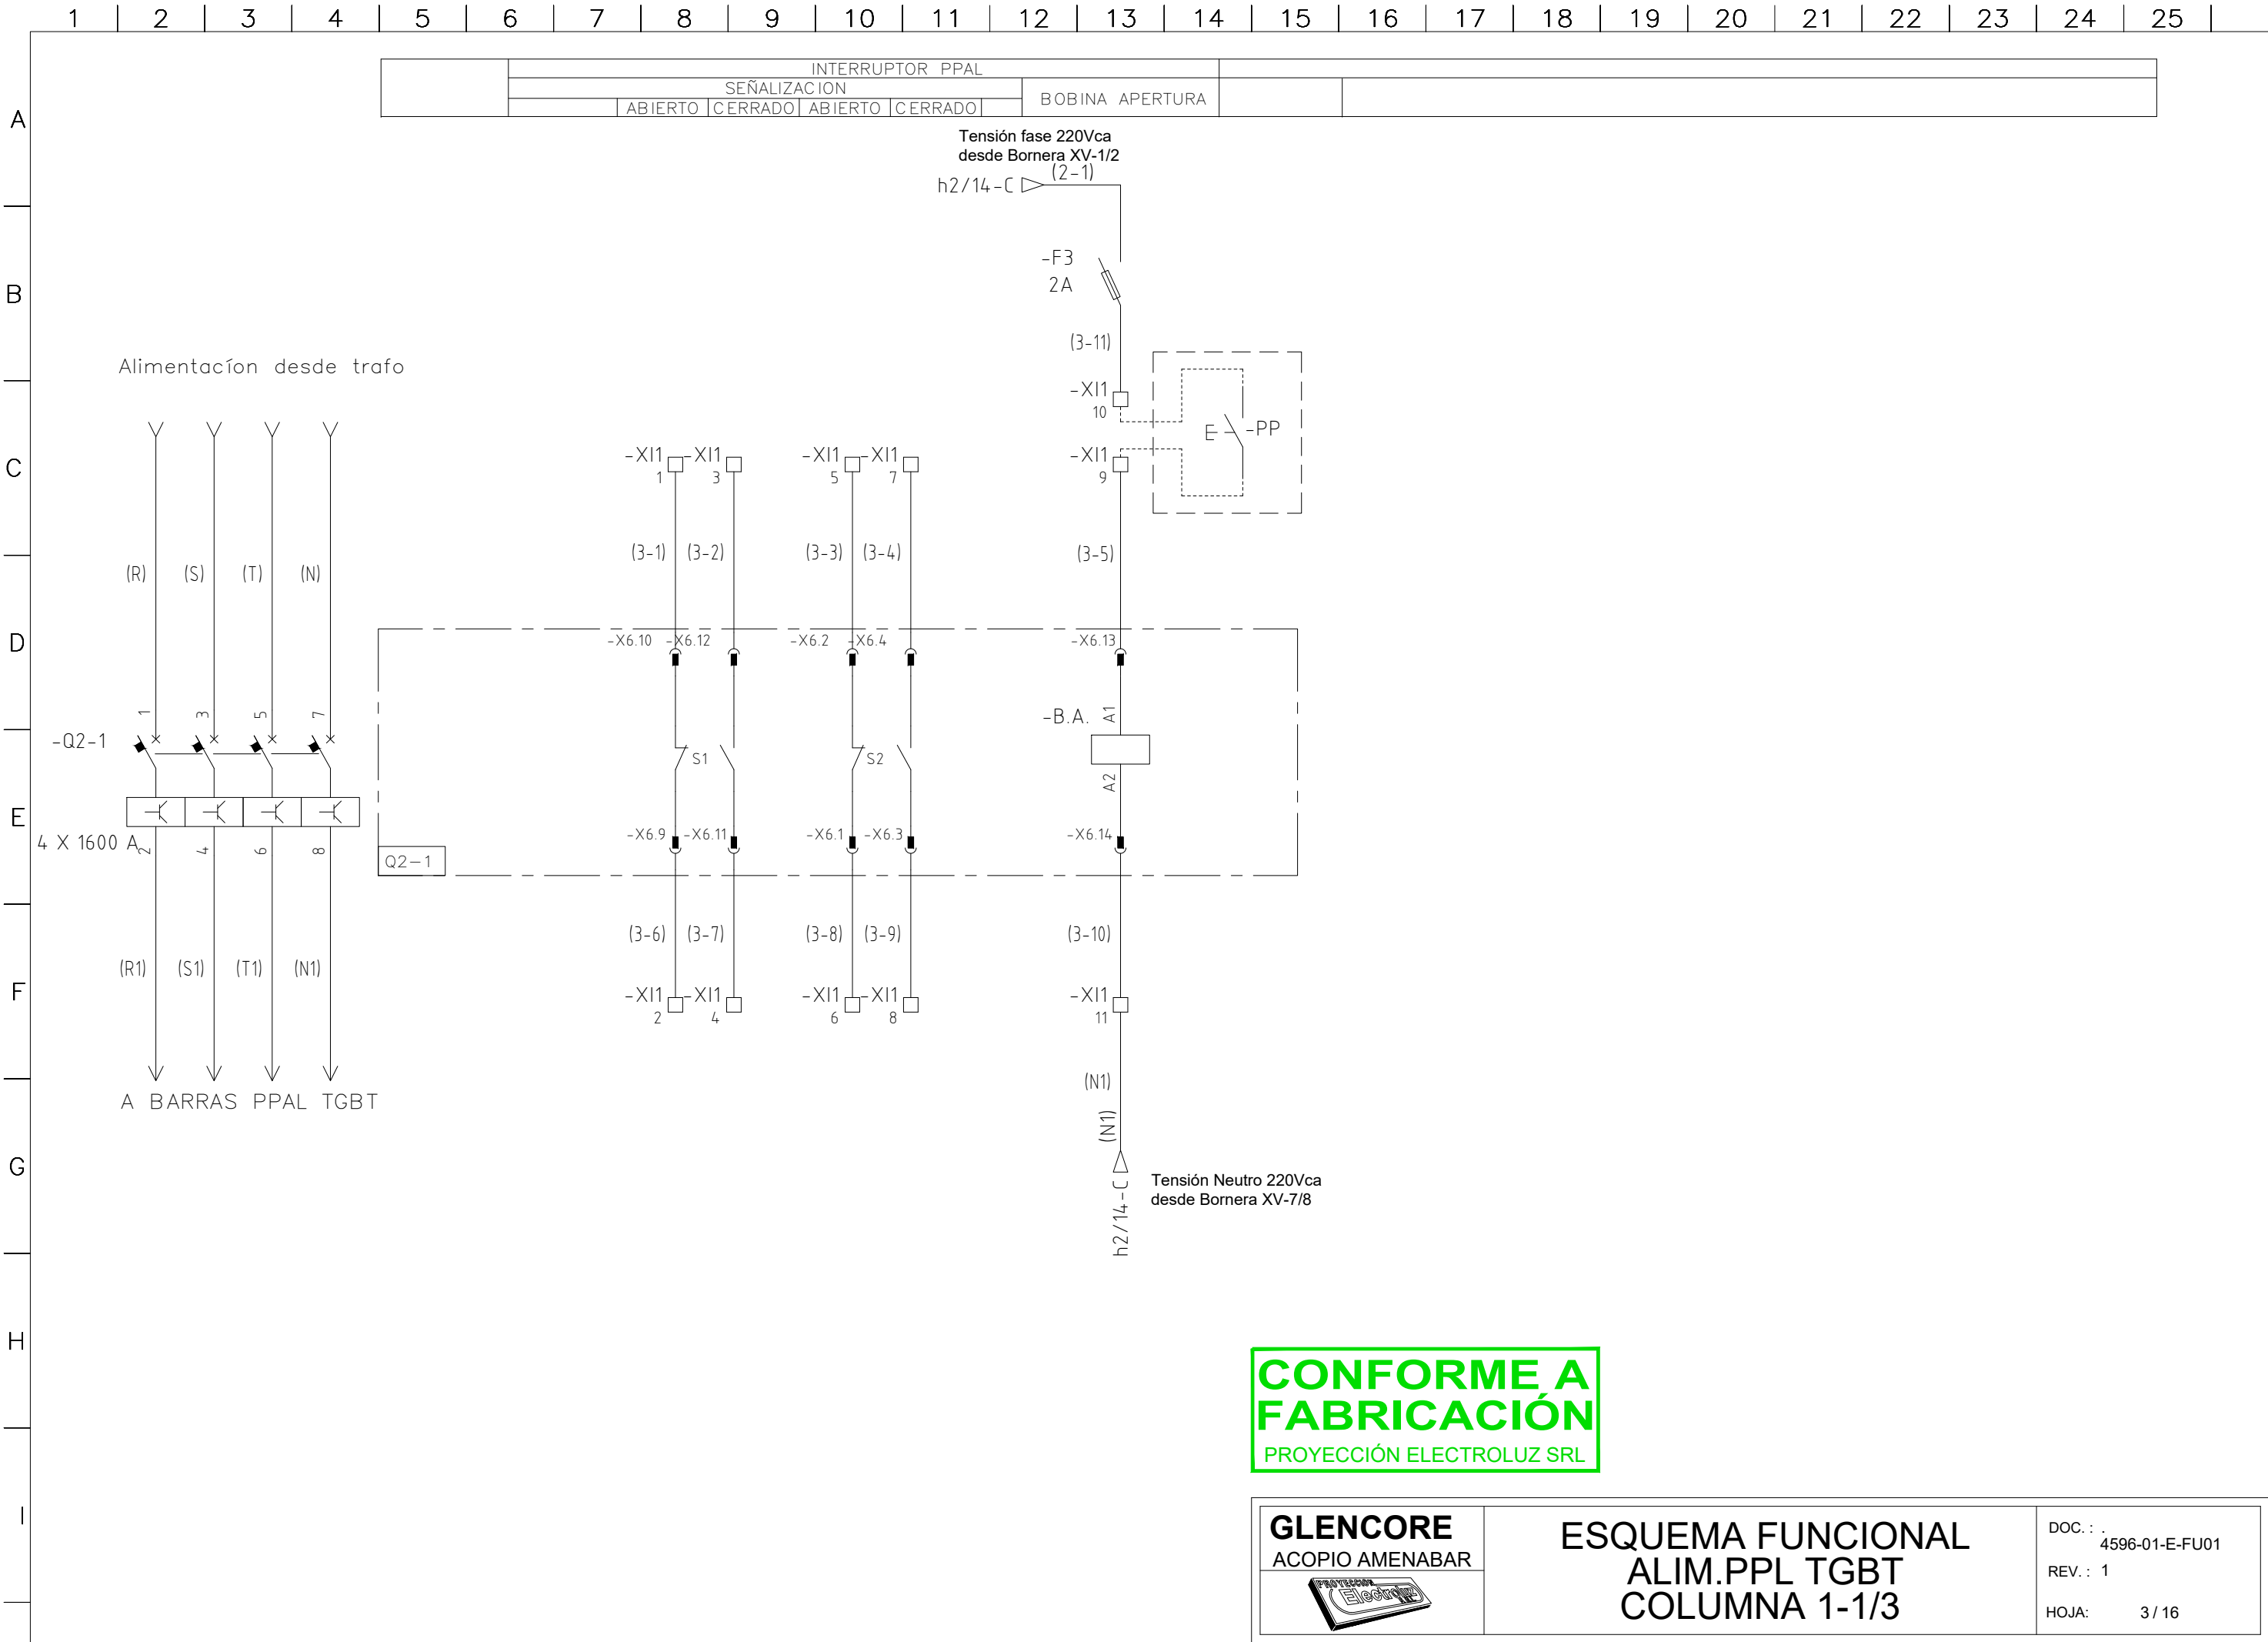 1 2 3 4 5 6 7 8 9 10 11 12 13 14 15 16 17 18 19 20 21 22 23 24 25
INTERRUPTOR PPAL
SEÑALIZACION
BOBINA APERTURA
ABIERTO CERRADO ABIERTO CERRADO
A
Tensión fase 220Vca
desde Bornera XV-1/2
(2-1)
h2/14-C
-F3
2A
B
(3-11)
Alimentacíon desde trafo
-XI1
10
E -PP
C
-XI1 -XI1 -XI1 -XI1 -XI1
1 3 5 7 9
(3-1) (3-2) (3-3) (3-4) (3-5)
(R) (S) (T) (N)
D
-X6.10 -X6.12 -X6.2 -X6.4 -X6.13
1 3 5 7
-B.A. A1
-Q2-1
S1 S2
A2
E
4 X 1600 A
-X6.9 -X6.11 -X6.1 -X6.3 -X6.14
2 4 6 8
Q2-1
(3-6) (3-7) (3-8) (3-9) (3-10)
(R1) (S1) (T1) (N1)
F
-XI1 -XI1 -XI1 -XI1 -XI1
2 4 6 8 11
(N1)
A BARRAS PPAL TGBT
(N1)
G
Tensión Neutro 220Vca
desde Bornera XV-7/8
h2/14-C
H
CONFORME A
FABRICACIÓN
PROYECCIÓN ELECTROLUZ SRL
I
GLENCORE
ACOPIO AMENABAR
PROYECCION
Electroluz
SRL
ESQUEMA FUNCIONAL
ALIM.PPL TGBT
COLUMNA 1-1/3
DOC. : .
4596-01-E-FU01
REV. : 1
HOJA: 3 / 16